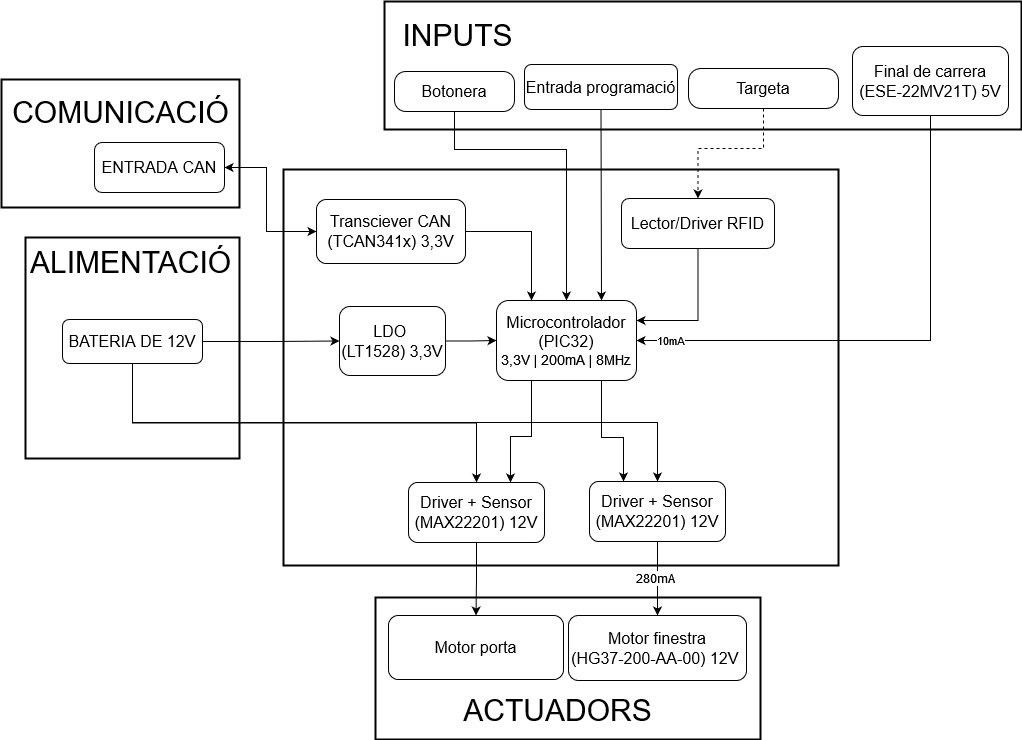 INPUTS
Botonera
Entrada programació
Targeta
Final de carrera
(ESE-22MV21T) 5V
COMUNICACIÓ
ENTRADA CAN
Transciever CAN
(TCAN341x) 3,3V
Lector/Driver RFID
ALIMENTACIÓ
BATERIA DE 12V
LDO
(LT1528) 3,3V
Microcontrolador
(PIC32)
3,3V | 200mA | 8MHz
10mA
Driver + Sensor
(MAX22201) 12V
Driver + Sensor
(MAX22201) 12V
280mA
Motor porta
Motor finestra
(HG37-200-AA-00) 12V
ACTUADORS